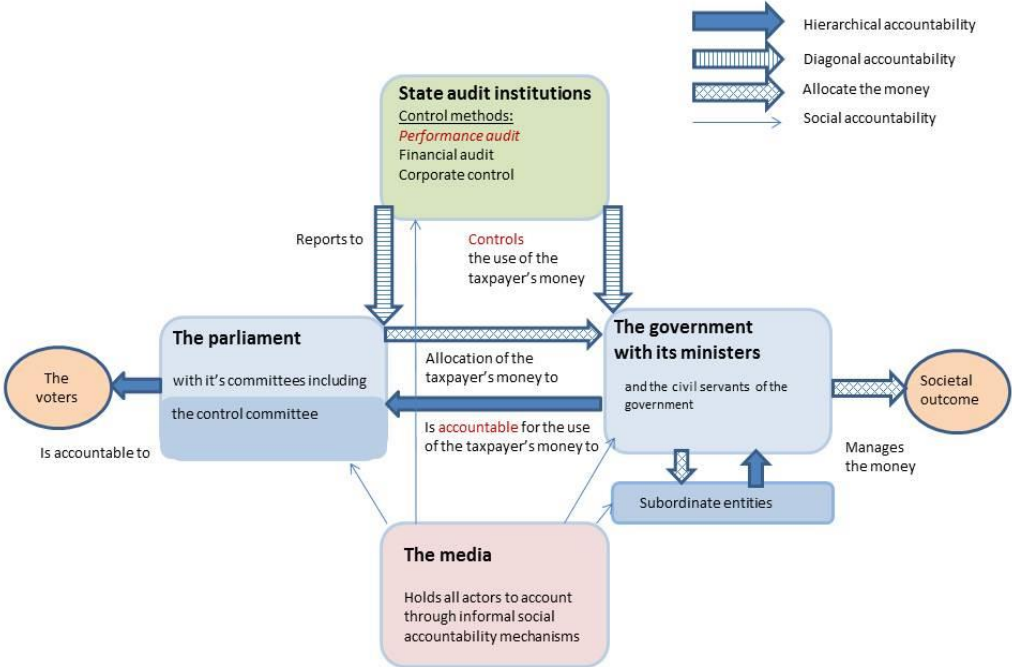 Hierarchical accountability
Diagonal accountability
Allocate the money
Social accountability
State audit institutions
Control methods:
Performance audit
Financial audit
Corporate control
Reports to
Controls
the use of the
taxpayer's money
The parliament
with it's committees including
the control committee
Allocation of the
taxpayer's money to
Is accountable for the use
of the taxpayer's money to
The government
with its ministers
and the civil servants of the
government
The
voters
Is accountable to
Societal
outcome
Manages
the money
Subordinate entities
The media
Holds all actors to account
through informal social
accountability mechanisms